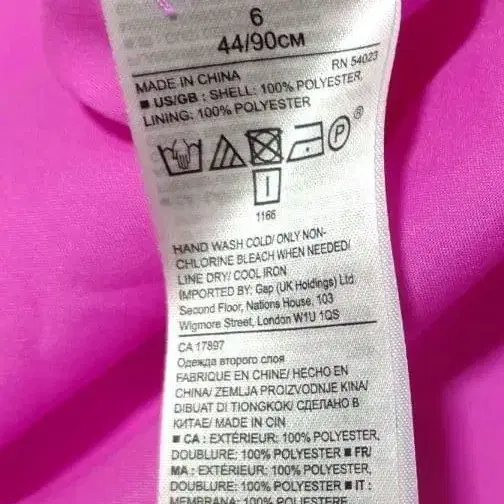 6
44/90CM
RN 54023
MADE IN CHINA
■ US/GB : SHELL: 100% POLYESTER,
LINING: 100% POLYESTER
P
®
1166
HAND WASH COLD/ ONLY NON-
CHLORINE BLEACH WHEN NEEDED/
LINE DRY/ COOL IRON
IMPORTED BY: Gap (UK Holdings) Ltd
Second Floor, Nations House, 103
Wigmore Street, London W1U 1QS
CA 17897
Одежда второго слоя
FABRIQUE EN CHINE/ HECHO EN
CHINA/ ZEMLJA PROIZVODNJE KINA/
DIBUAT DI TIONGKOK/ СДЕЛАНО В
КИТАЕ/ MADE IN CIN
■ CA : EXTÉRIEUR: 100% POLYESTER,
DOUBLURE: 100% POLYESTER ■ FR/
MA : EXTÉRIEUR: 100% POLYESTER,
DOUBLURE: 100% POLYESTER ■ IT :
MEMBRANA: 100% POLIESTERE